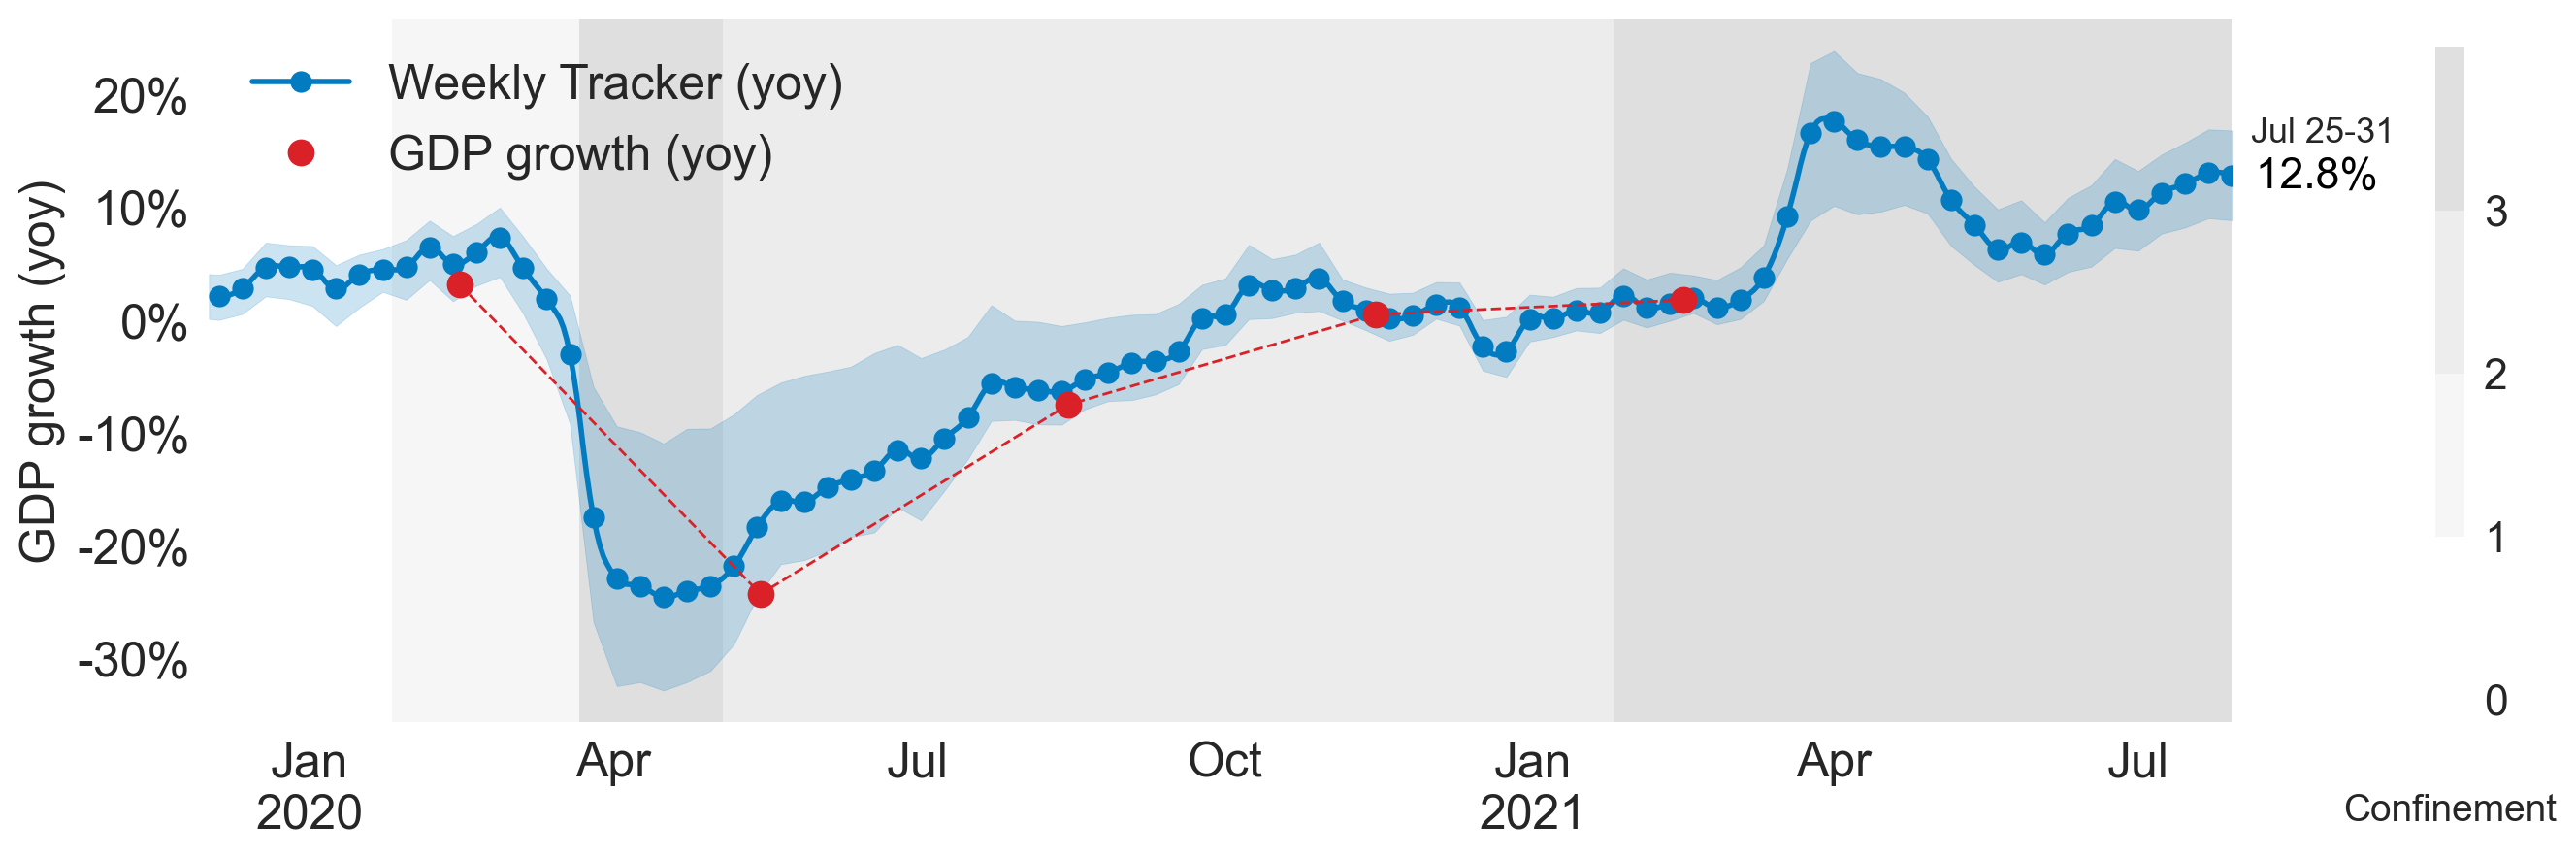 Weekly Tracker (yoy)
GDP growth (yoy)
GDP growth (yoy)
20%
10%
0%
-10%
-20%
-30%
Jan
2020
Apr
Jul
Oct
Jan
2021
Apr
Jul
Jul 25-31
12.8%
3
2
1
0
Confinement